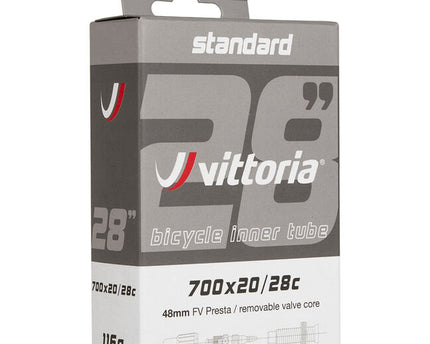 standard
28”
vittoria®
bicycle inner tube
700x20/28c
48mm FV Presta / removable valve core
28”
700x20/28c
116g